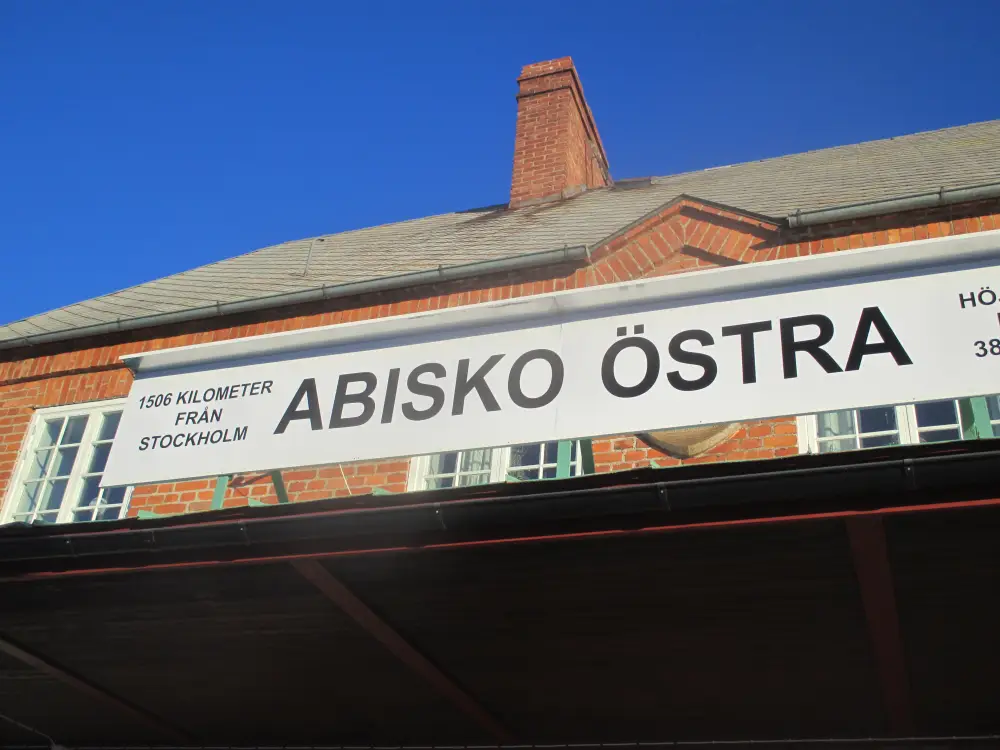 1506 KILOMETER
FRÅN
STOCKHOLM
ABISKO ÖSTRA